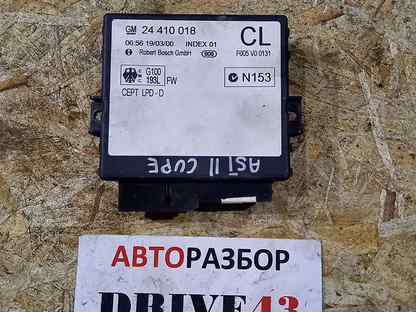 GM 24 410 018 CL
06:56 19/03/00 INDEX 01 F005 V0 0131
Robert Bosch GmbH
G100
193L FW
N153
CEPT LPD - D
AST II CUPE
АВТОРАЗБОР
DRIVE43